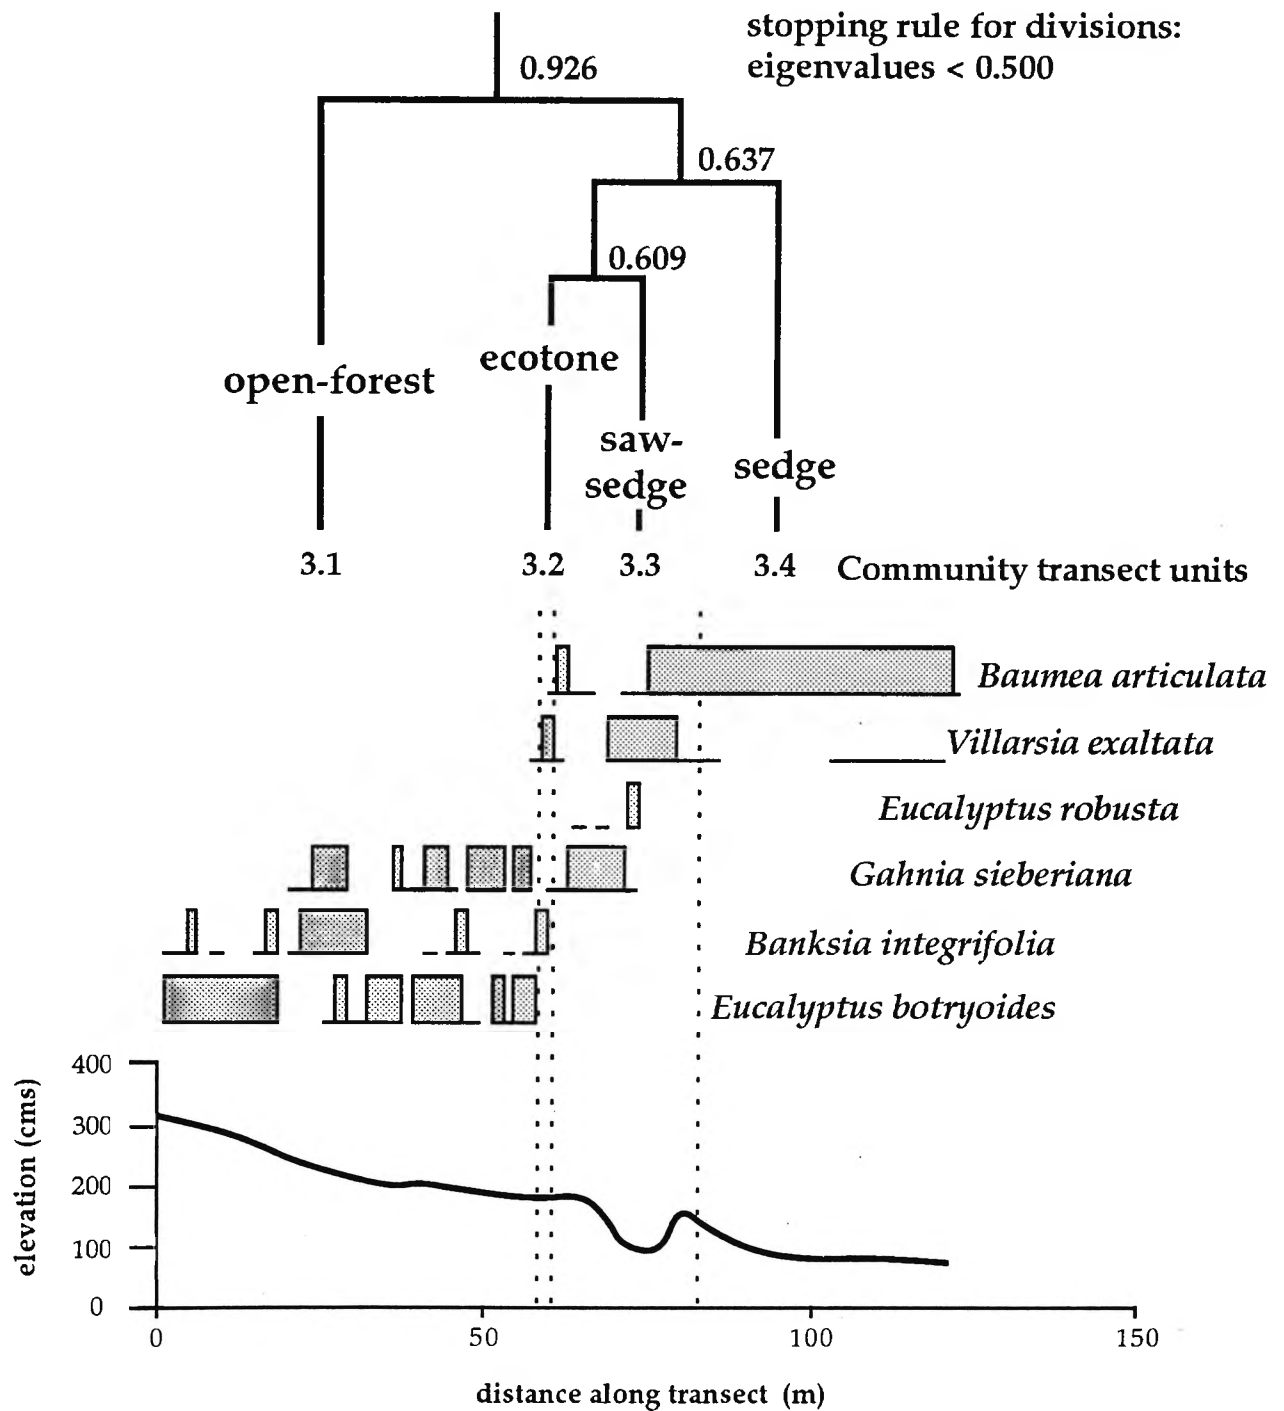 stopping rule for divisions:
eigenvalues < 0.500
0.926
0.637
0.609
ecotone
open-forest
saw-
sedge
sedge
3.1 3.2 3.3 3.4 Community transect units
Baumea articulata
Villarsia exaltata
Eucalyptus robusta
Gahnia sieberiana
Banksia integrifolia
Eucalyptus botryoides
400
300
200
100
0
elevation (cms)
0 50 100 150
distance along transect (m)